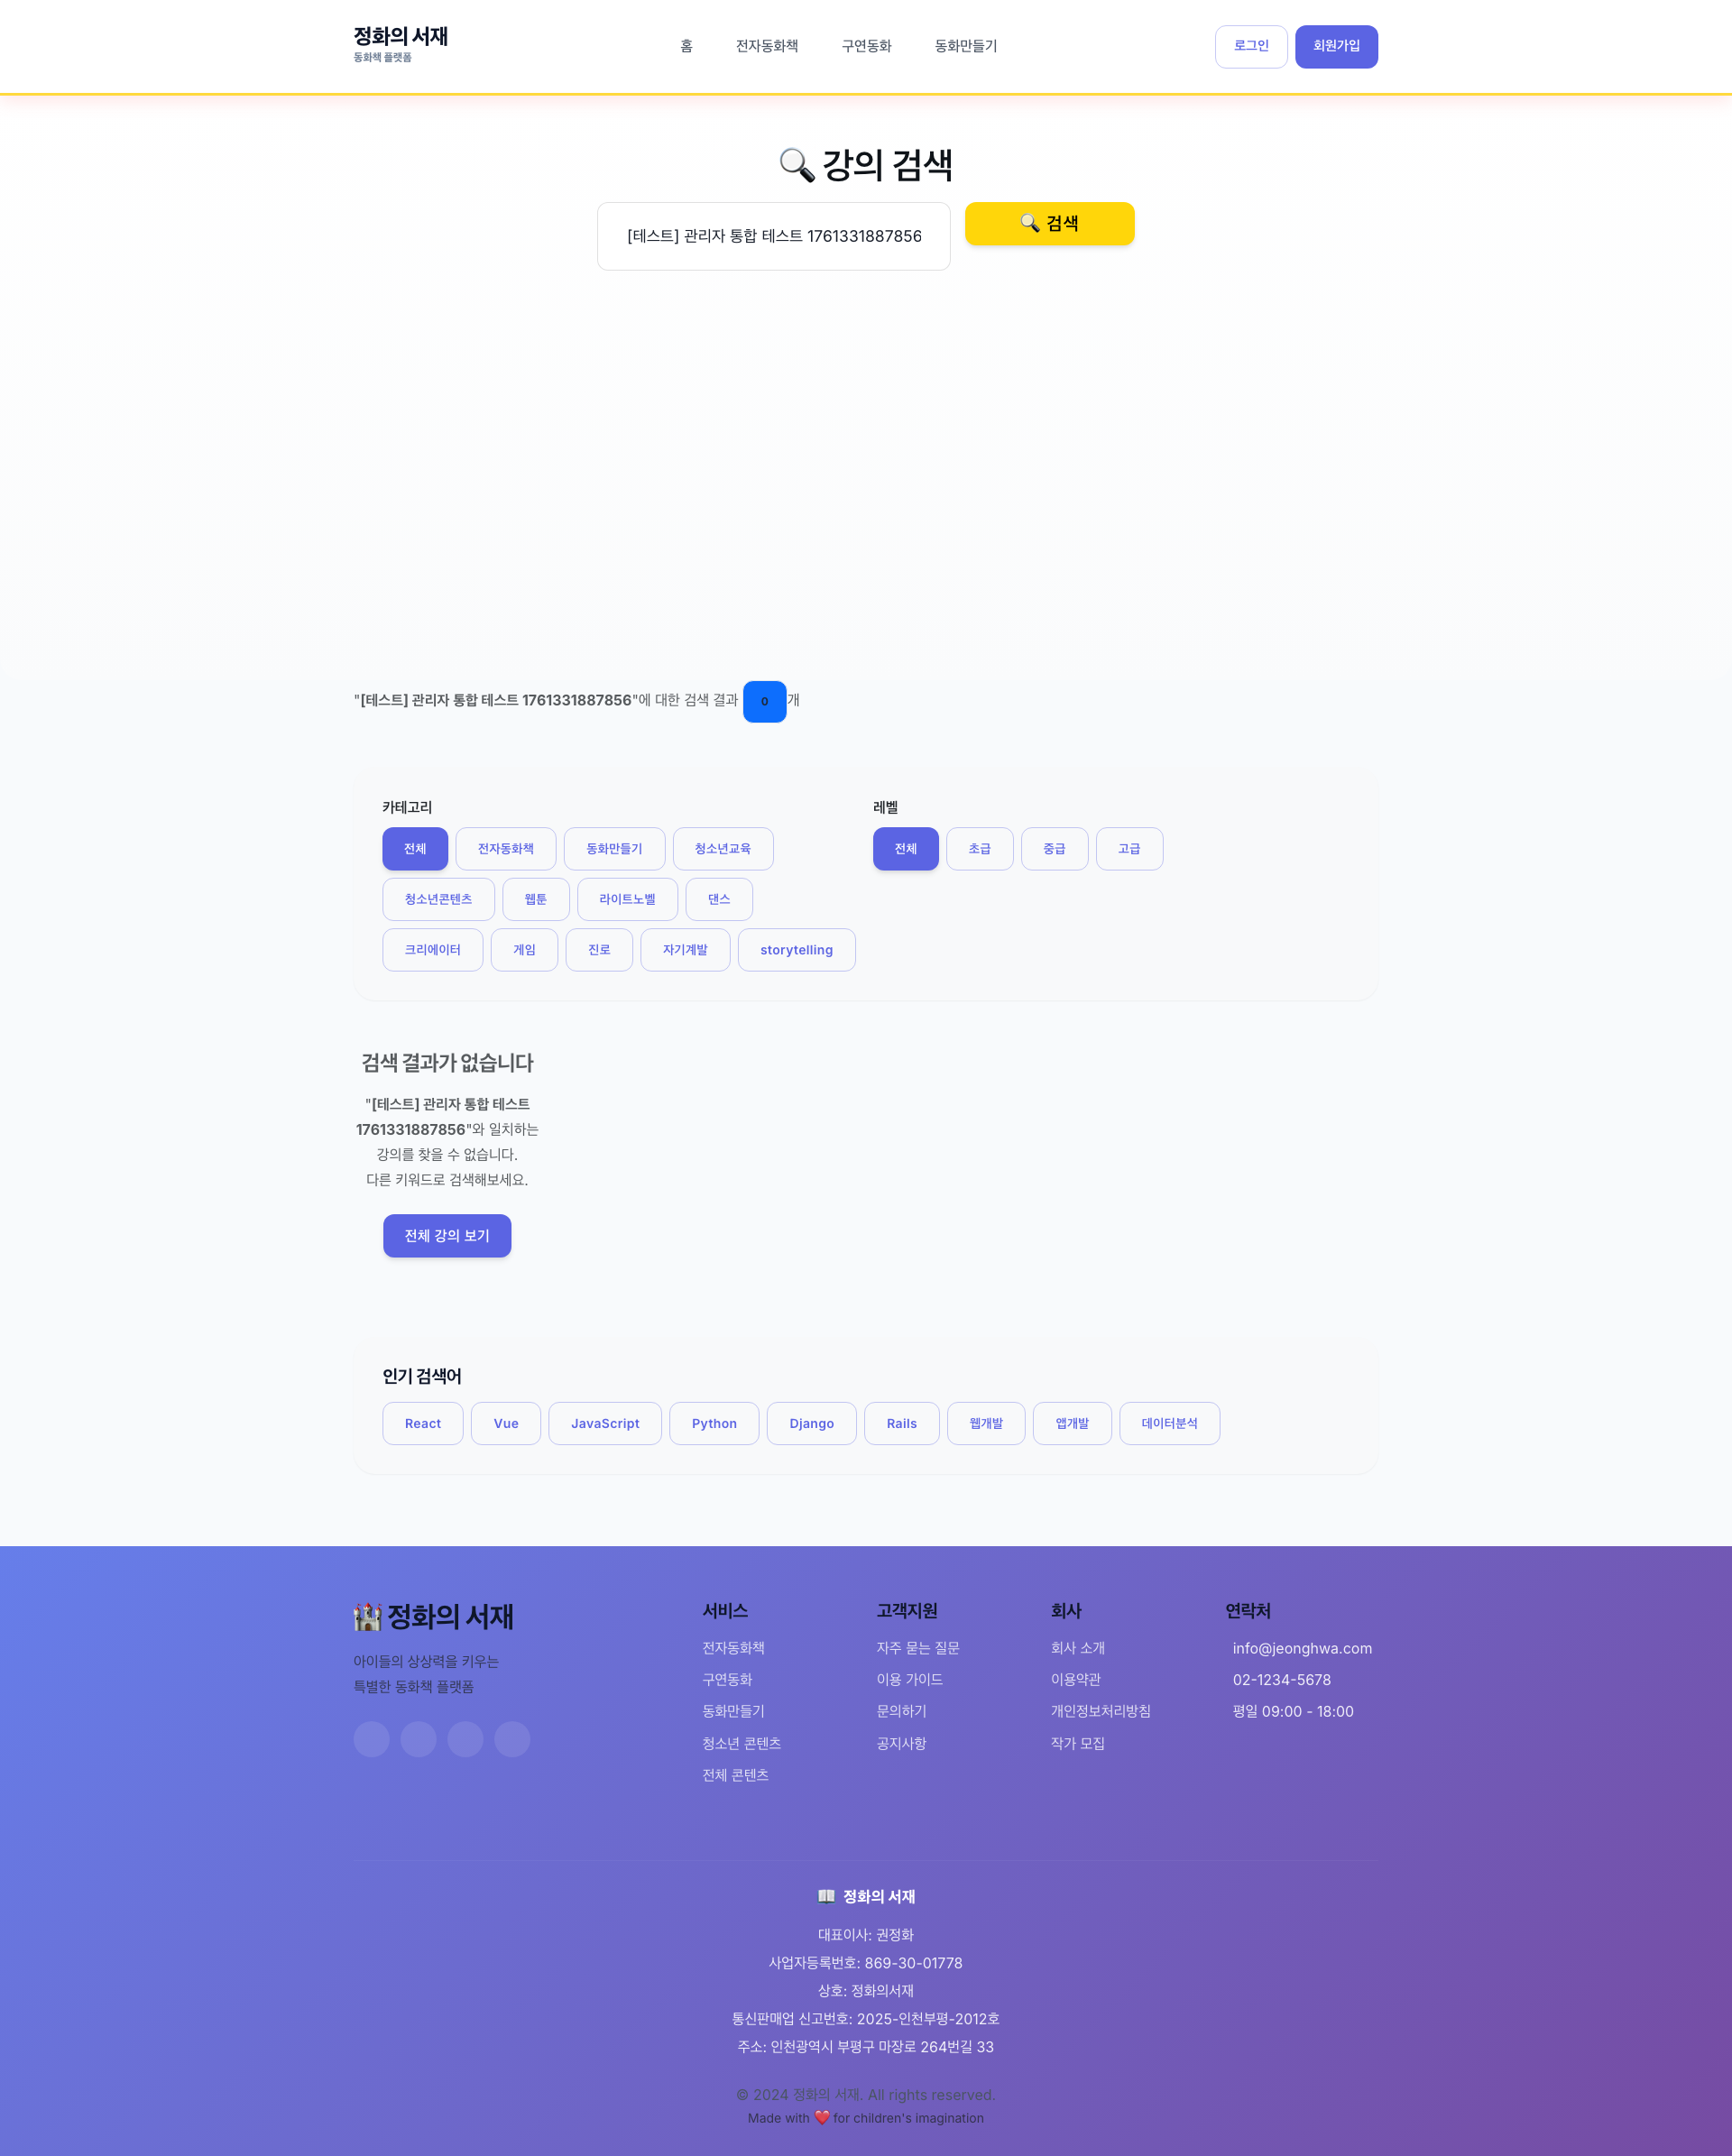 정화의 서재
동화책 플랫폼
홈
전자동화책
구연동화
동화만들기
로그인
회원가입
🔍 강의 검색
[테스트] 관리자 통합 테스트 1761331887856
🔍 검색
"[테스트] 관리자 통합 테스트 1761331887856"에 대한 검색 결과 0 개
카테고리
전체
전자동화책
동화만들기
청소년교육
청소년콘텐츠
웹툰
라이트노벨
댄스
크리에이터
게임
진로
자기계발
storytelling
레벨
전체
초급
중급
고급
검색 결과가 없습니다
"[테스트] 관리자 통합 테스트
1761331887856"와 일치하는
강의를 찾을 수 없습니다.
다른 키워드로 검색해보세요.
전체 강의 보기
인기 검색어
React
Vue
JavaScript
Python
Django
Rails
웹개발
앱개발
데이터분석
🏰 정화의 서재
아이들의 상상력을 키우는
특별한 동화책 플랫폼
서비스
전자동화책
구연동화
동화만들기
청소년 콘텐츠
전체 콘텐츠
고객지원
자주 묻는 질문
이용 가이드
문의하기
공지사항
회사
회사 소개
이용약관
개인정보처리방침
작가 모집
연락처
info@jeonghwa.com
02-1234-5678
평일 09:00 - 18:00
📖 정화의 서재
대표이사: 권정화
사업자등록번호: 869-30-01778
상호: 정화의서재
통신판매업 신고번호: 2025-인천부평-2012호
주소: 인천광역시 부평구 마장로 264번길 33
© 2024 정화의 서재. All rights reserved.
Made with ❤️ for children's imagination